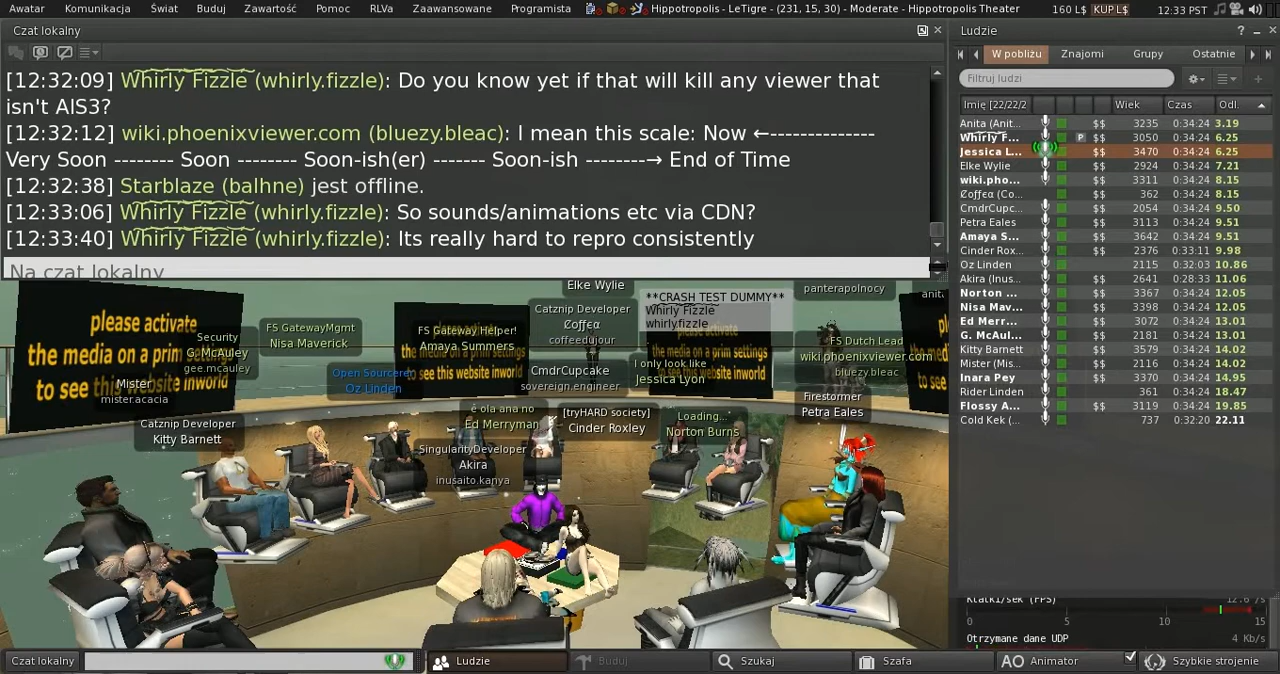 Awatar Komunikacja Świat Buduj Zawartość Pomoc RLVa Zaawansowane Programista Hippotropolis - LeTigre - (231, 15, 30) - Moderate - Hippotropolis Theater 160 L$ KUP L$ 12:33 PST
Czat lokalny
[12:32:09] Whirly Fizzle (whirly.fizzle): Do you know yet if that will kill any viewer that
isn't AIS3?
[12:32:12] wiki.phoenixviewer.com (bluezy.bleac): I mean this scale: Now ←--------------
Very Soon -------- Soon -------- Soon-ish(er) ------- Soon-ish --------→ End of Time
[12:32:38] Starblaze (balhne) jest offline.
[12:33:06] Whirly Fizzle (whirly.fizzle): So sounds/animations etc via CDN?
[12:33:40] Whirly Fizzle (whirly.fizzle): Its really hard to repro consistently
Na czat lokalny
Elke Wylie
**CRASH TEST DUMMY**
Whirly Fizzle
whirlyfizzle
panterapolnocy
please activate
the media on a prim settings
to see this website inworld
Security
G. McAuley
gee.mcauley
FS GatewayMgmt
Nisa Maverick
Mister
mister.acacia
Open Sourcerer
Oz Linden
FS Gateway Helper!
Amaya Summers
Catznip Developer
Coffεα
coffeedujour
CmdrCupcake
sovereign.engineer
I only look like
Jessica Lyon
FS Dutch Lead
wiki.phoenixviewer.com
bluezy.bleac
Firestormer
Petra Eales
Catznip Developer
Kitty Barnett
é ola ana no
Ed Merryman
[tryHARD society]
Cinder Roxley
Loading...
Norton Burns
SingularityDeveloper
Akira
inusaito.kanya
Ludzie
? _ ×
W pobliżu Znajomi Grupy Ostatnie
Filtruj ludzi
Imię [22/22/2 Wiek Czas Odl.
Anita (Anit... $$ 3235 0:34:24 3.19
Whirly F... P $$ 3050 0:34:24 6.25
Jessica L... $$ 3470 0:34:24 6.25
Elke Wylie $$ 2924 0:34:24 7.21
wiki.pho... $$ 3311 0:34:24 8.15
Coffεα (Co... $$ 362 0:34:24 8.15
CmdrCupc... $$ 2054 0:34:24 9.50
Petra Eales $$ 3113 0:34:24 9.51
Amaya S... $$ 3642 0:34:24 9.51
Cinder Rox... $$ 2376 0:33:11 9.98
Oz Linden 2115 0:32:03 10.86
Akira (Inus... $$ 2641 0:28:33 11.06
Norton ... $$ 3367 0:34:24 12.05
Nisa Mav... $$ 3398 0:34:24 12.05
Ed Merr... $$ 3072 0:34:24 13.01
G. McAul... $$ 2181 0:34:24 13.01
Kitty Barnett $$ 3579 0:34:24 14.02
Mister (Mis... $$ 2116 0:34:24 14.02
Inara Pey $$ 3370 0:34:24 14.95
Rider Linden 361 0:34:24 18.47
Flossy A... $$ 3119 0:34:24 19.85
Cold Kek (... 737 0:32:20 22.11
Klatki/sek (FPS) 12.6 /s
0 5 10 15
Otrzymane dane UDP 4 Kb/s
Czat lokalny Ludzie Buduj Szukaj Szafa AO Animator Szybkie strojenie